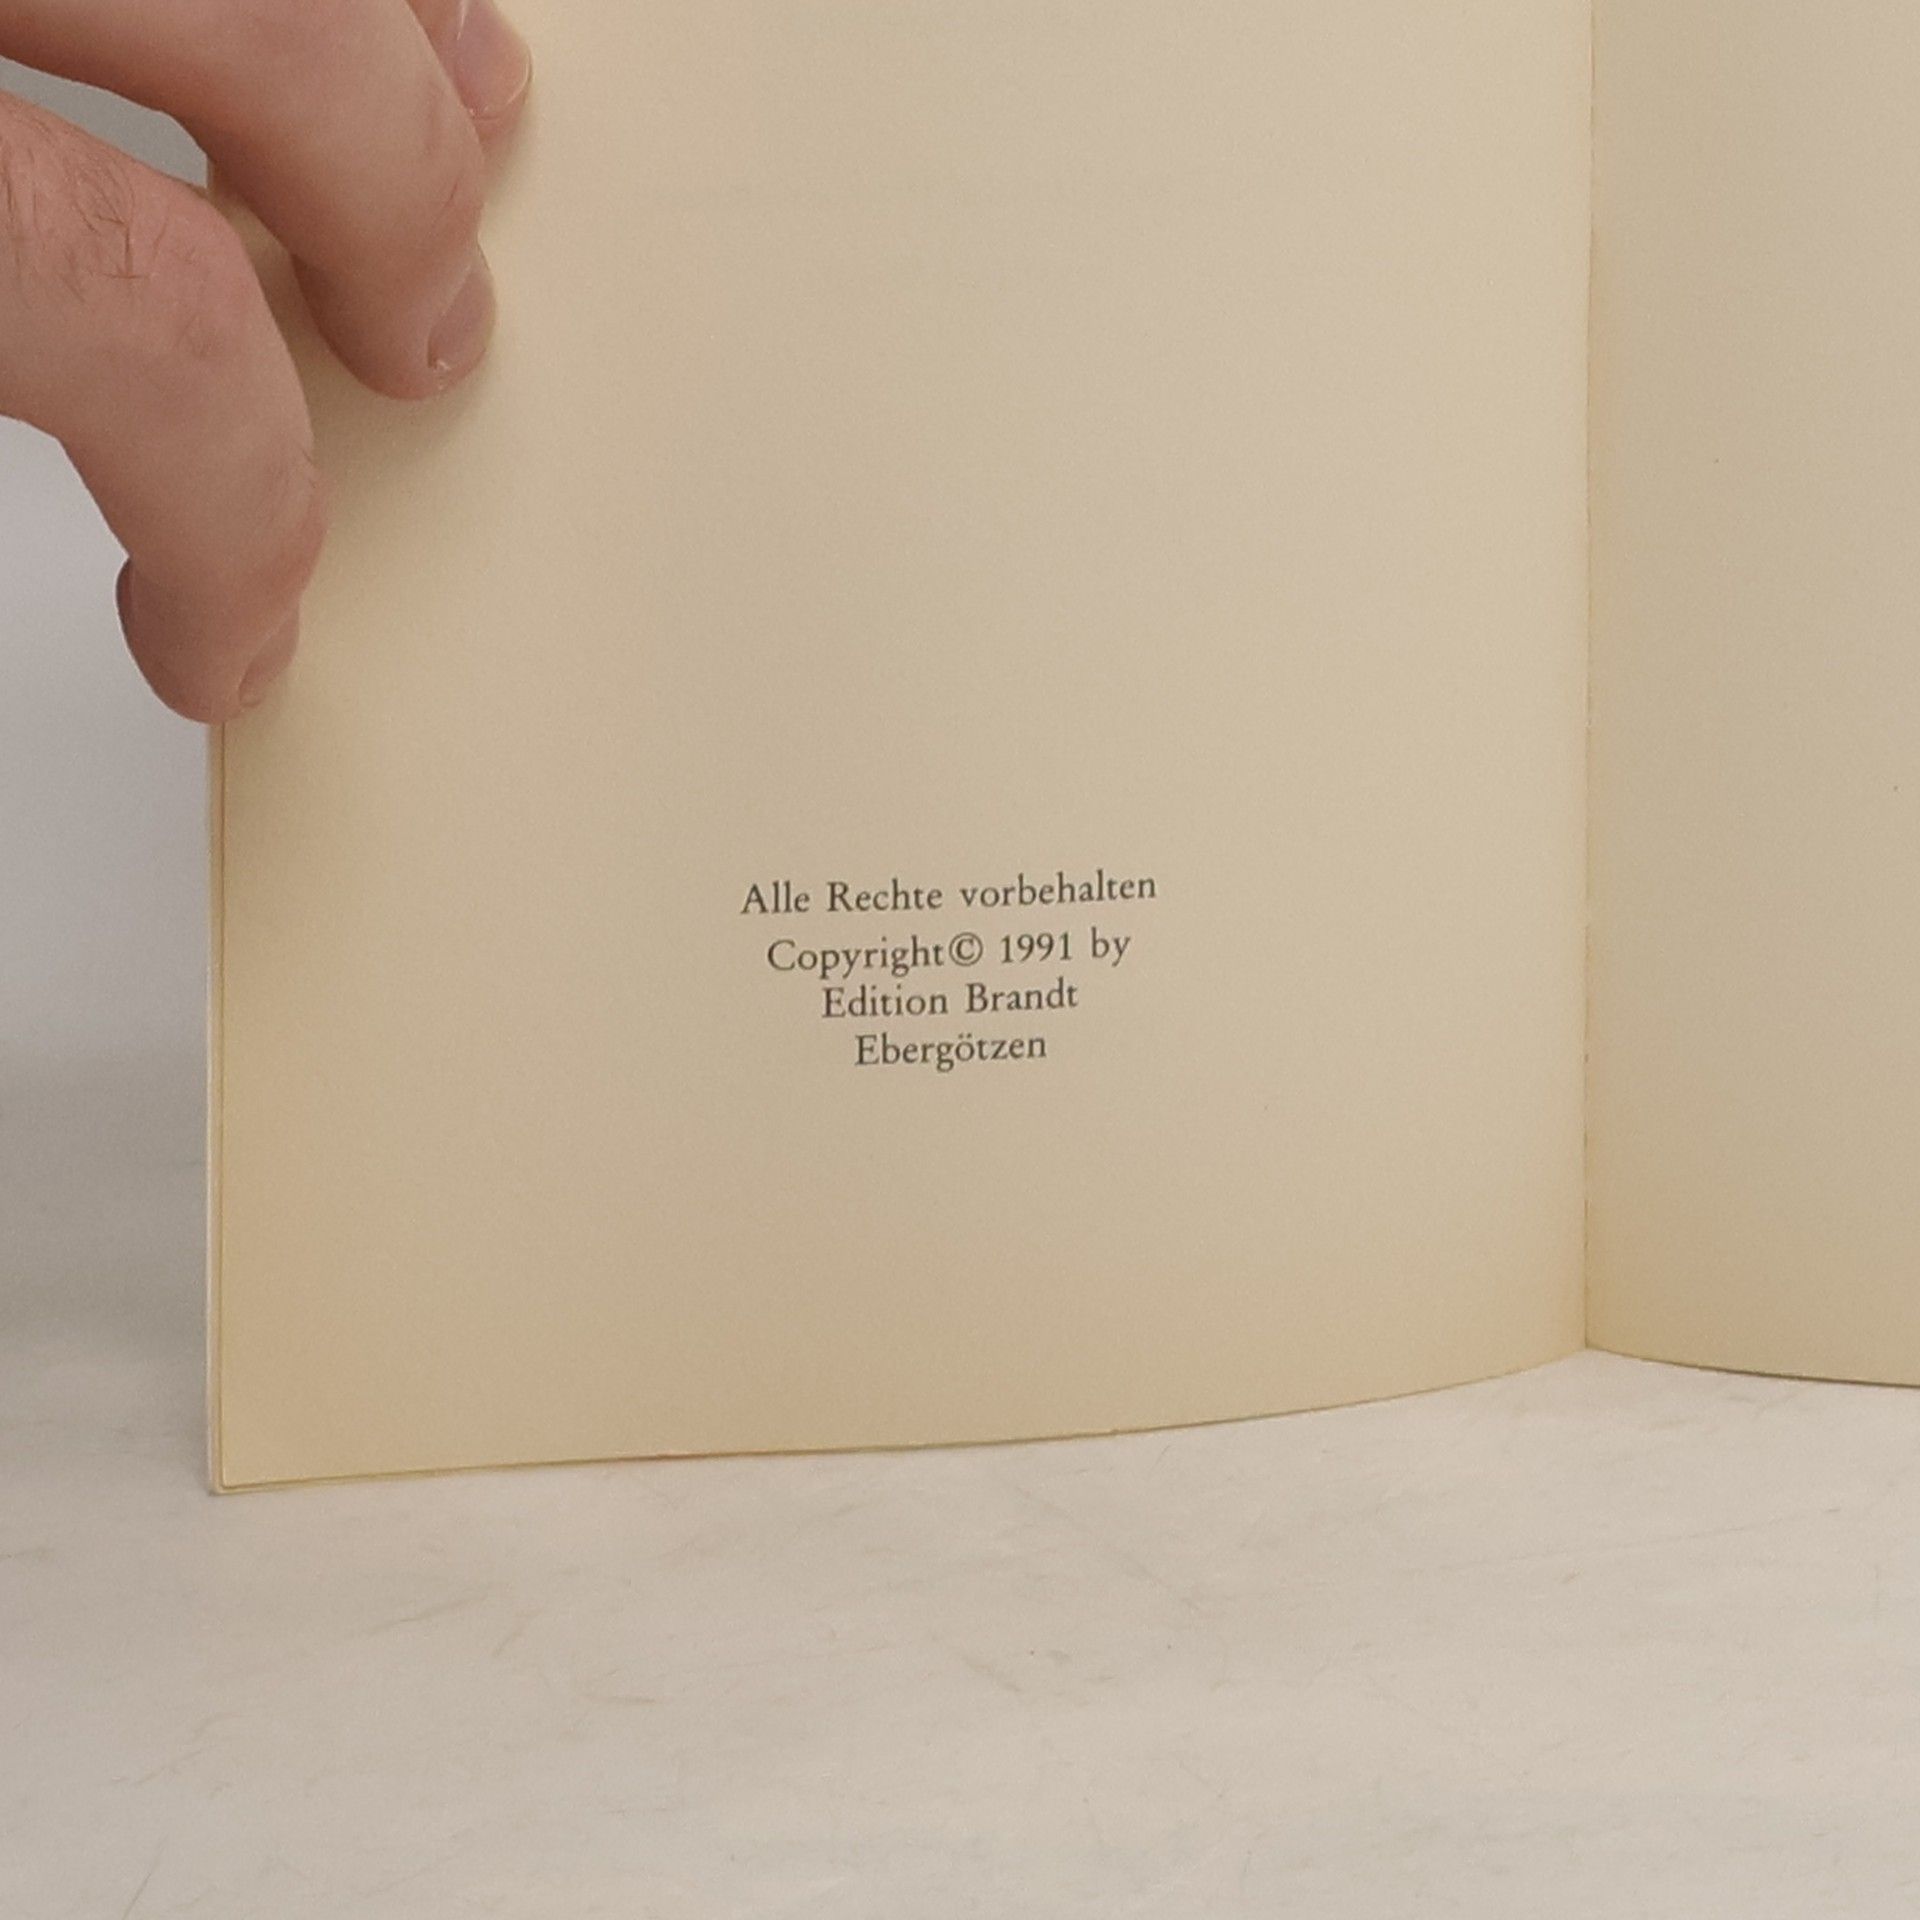 Alle Rechte vorbehalten
Copyright© 1991 by
Edition Brandt
Ebergötzen